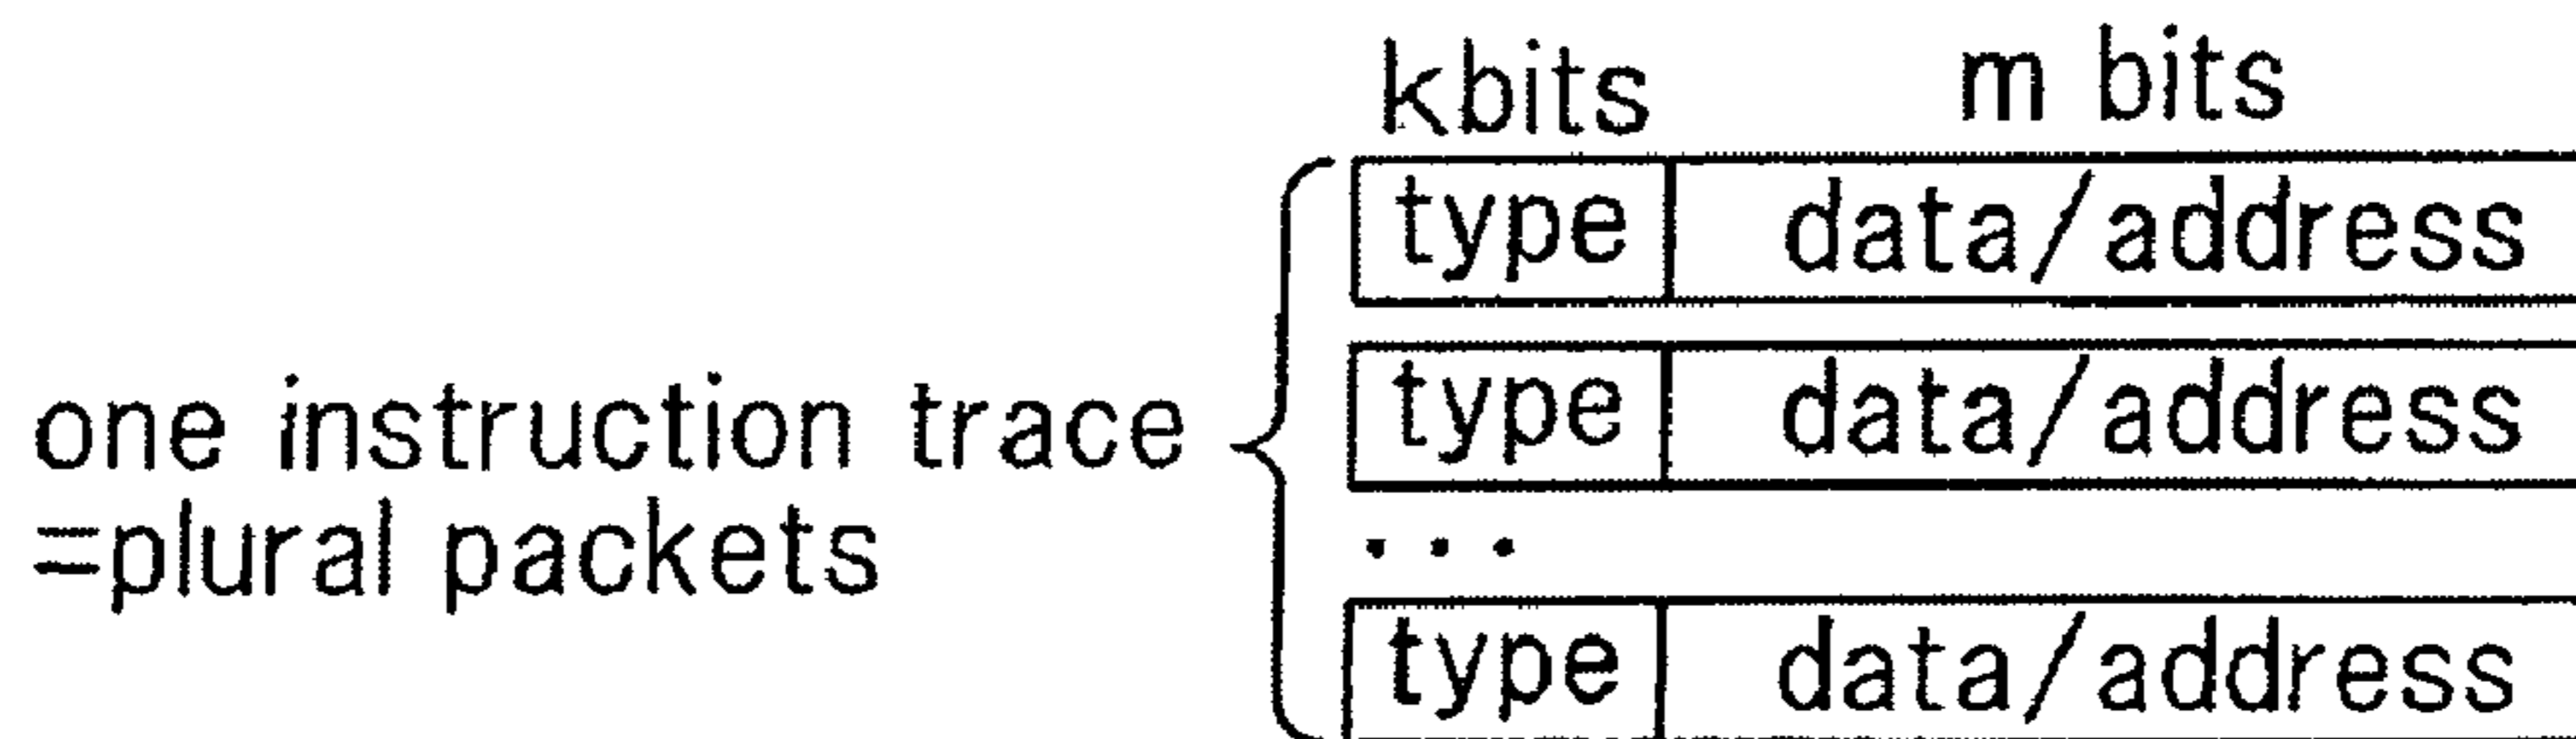 kbits m bits
type data/address
type data/address
one instruction trace
=plural packets
...
type data/address